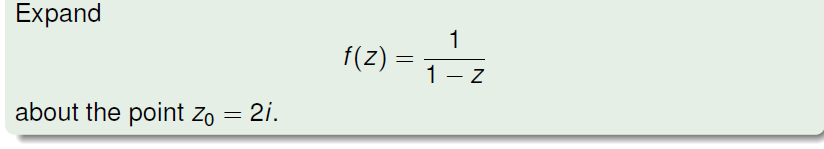 Expand
f(z) = 1 / (1 − z)
about the point z₀ = 2i.